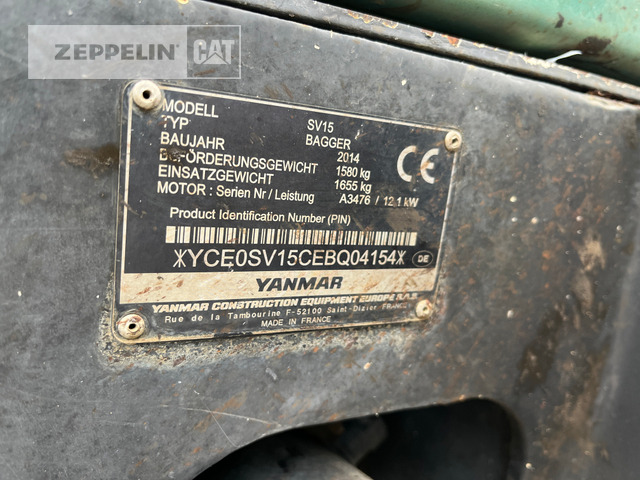 ZEPPELIN CAT
MODELL SV15
TYP BAGGER
BAUJAHR 2014
BEFÖRDERUNGSGEWICHT 1580 kg
EINSATZGEWICHT 1655 kg
MOTOR : Serien Nr / Leistung A3476 / 12.1 kW
CE
Product Identification Number (PIN)
*YCE0SV15CEBQ04154* DE
YANMAR
YANMAR CONSTRUCTION EQUIPMENT EUROPE S.A.S.
Rue de la Tambourine F-52100 Saint-Dizier FRANCE
MADE IN FRANCE